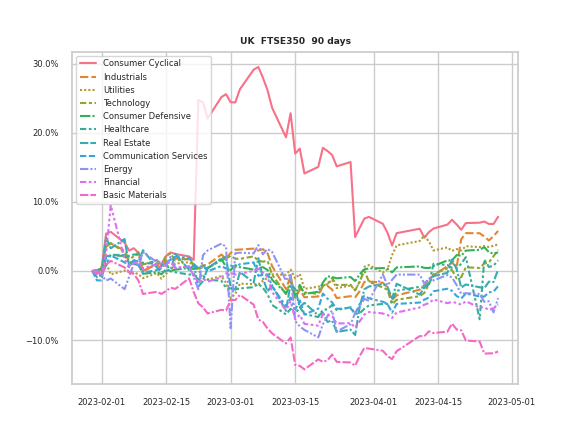 UK  FTSE350  90 days
30.0%
20.0%
10.0%
0.0%
−10.0%
Consumer Cyclical
Industrials
Utilities
Technology
Consumer Defensive
Healthcare
Real Estate
Communication Services
Energy
Financial
Basic Materials
2023-02-01 2023-02-15 2023-03-01 2023-03-15 2023-04-01 2023-04-15 2023-05-01